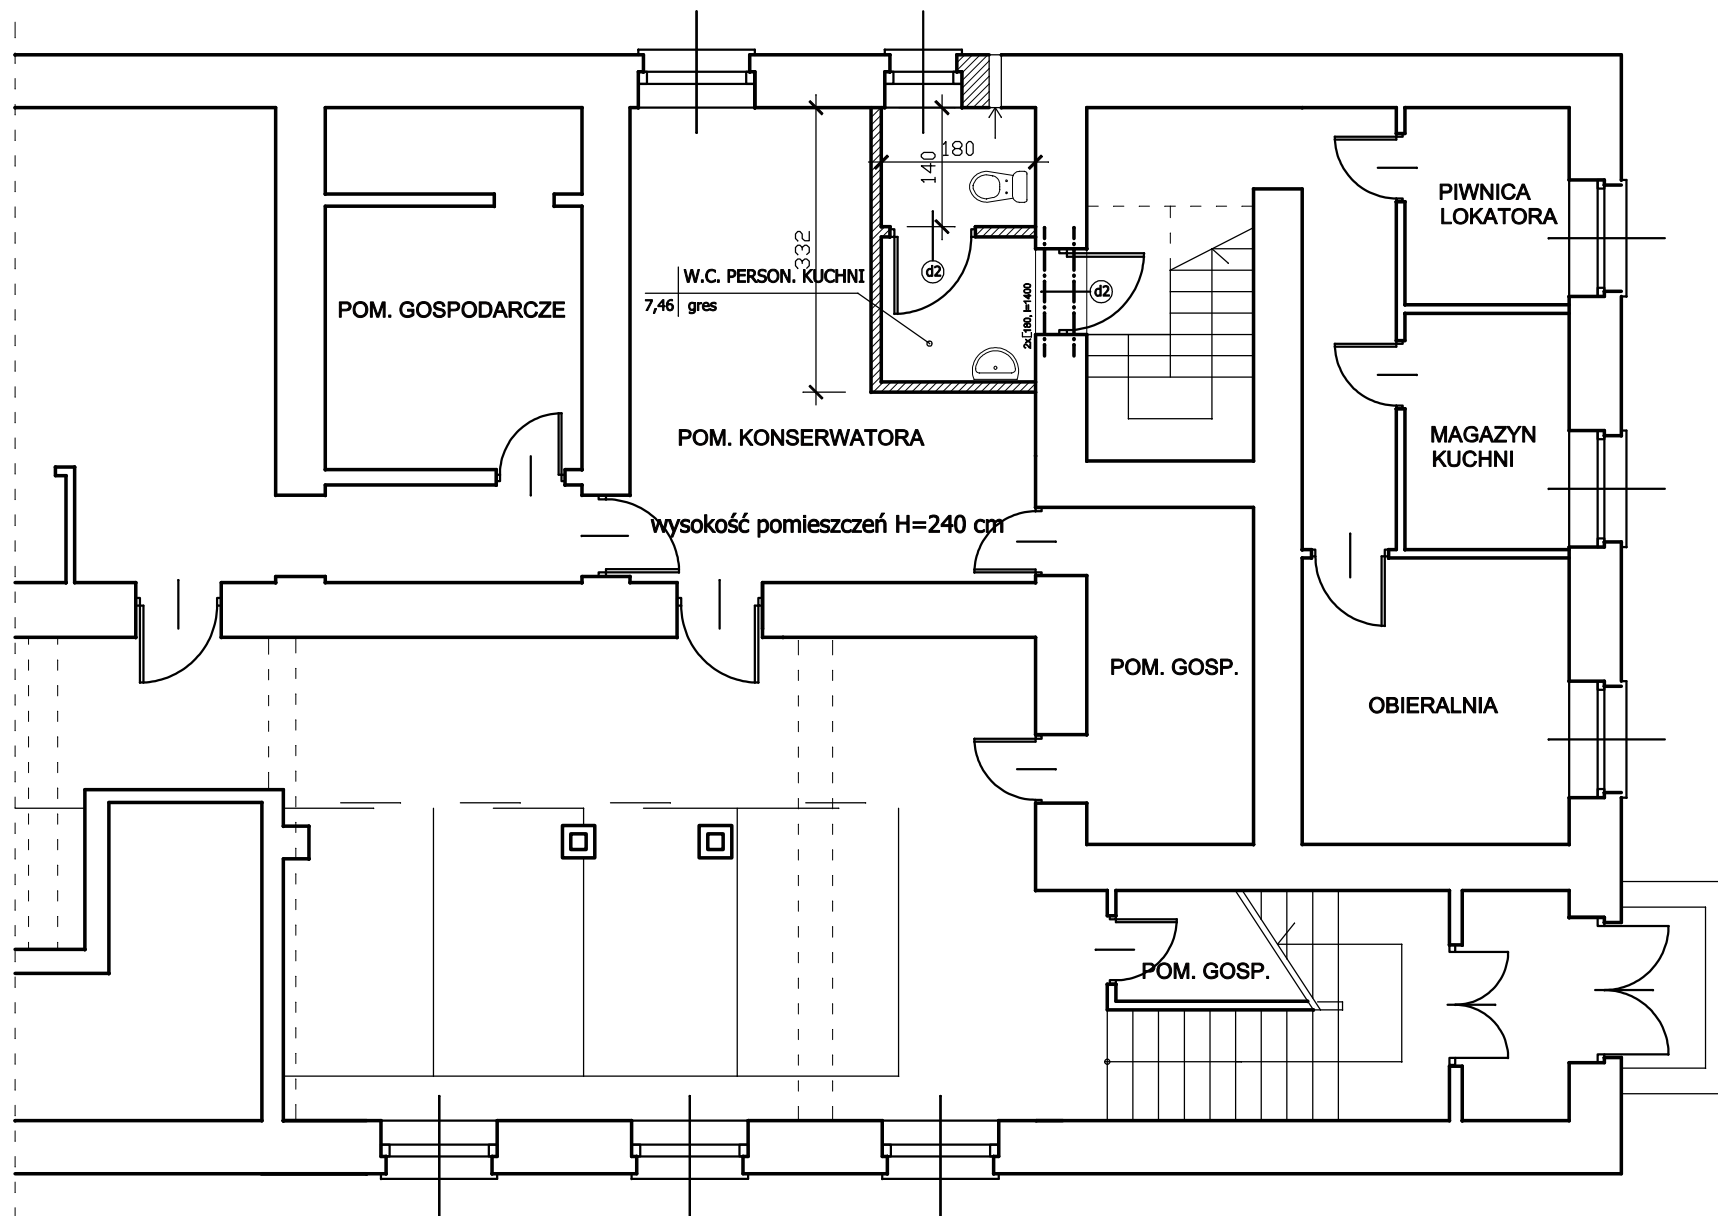 180
140
332
PIWNICA
LOKATORA
W.C. PERSON. KUCHNI
7,46 gres
d2
d2
2x[180, l=1400
POM. GOSPODARCZE
POM. KONSERWATORA
MAGAZYN
KUCHNI
wysokość pomieszczeń H=240 cm
POM. GOSP.
OBIERALNIA
POM. GOSP.